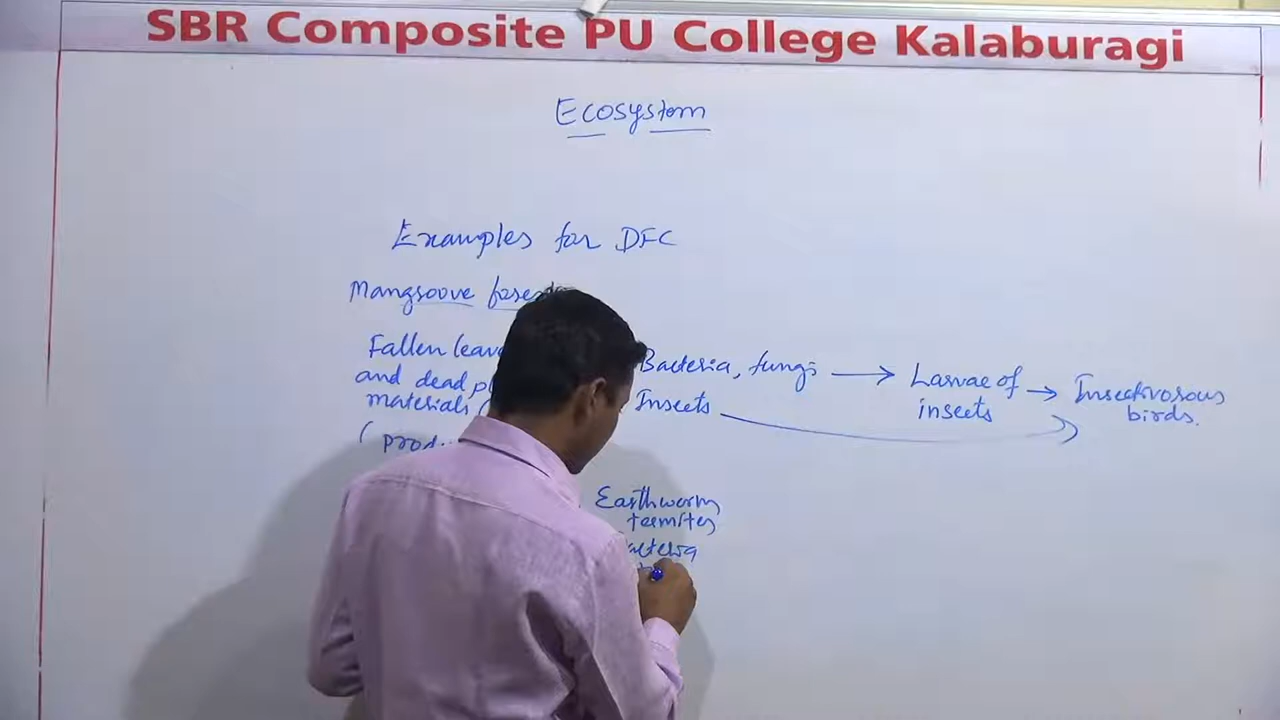 SBR Composite PU College Kalaburagi
Ecosystem
Examples for DFC
Mangroove
Fallen
and dead
materials
Bacteria, fungi → Larvae of insects → Insectivorous birds.
Insects
Earthworm
termites